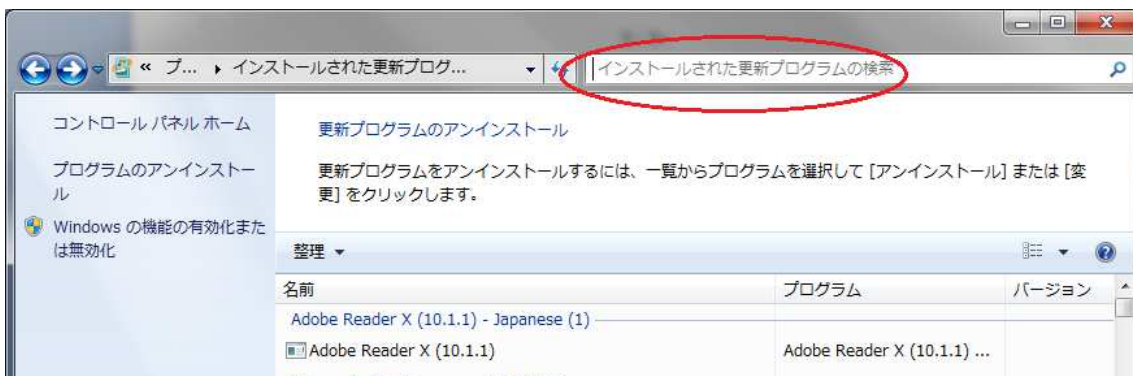 « プ... ▸ インストールされた更新プログ...
インストールされた更新プログラムの検索
コントロール パネル ホーム
プログラムのアンインストー
ル
Windows の機能の有効化また
は無効化
更新プログラムのアンインストール
更新プログラムをアンインストールするには、一覧からプログラムを選択して [アンインストール] または [変
更] をクリックします。
整理
名前 プログラム バージョン
Adobe Reader X (10.1.1) - Japanese (1)
Adobe Reader X (10.1.1) Adobe Reader X (10.1.1) ...